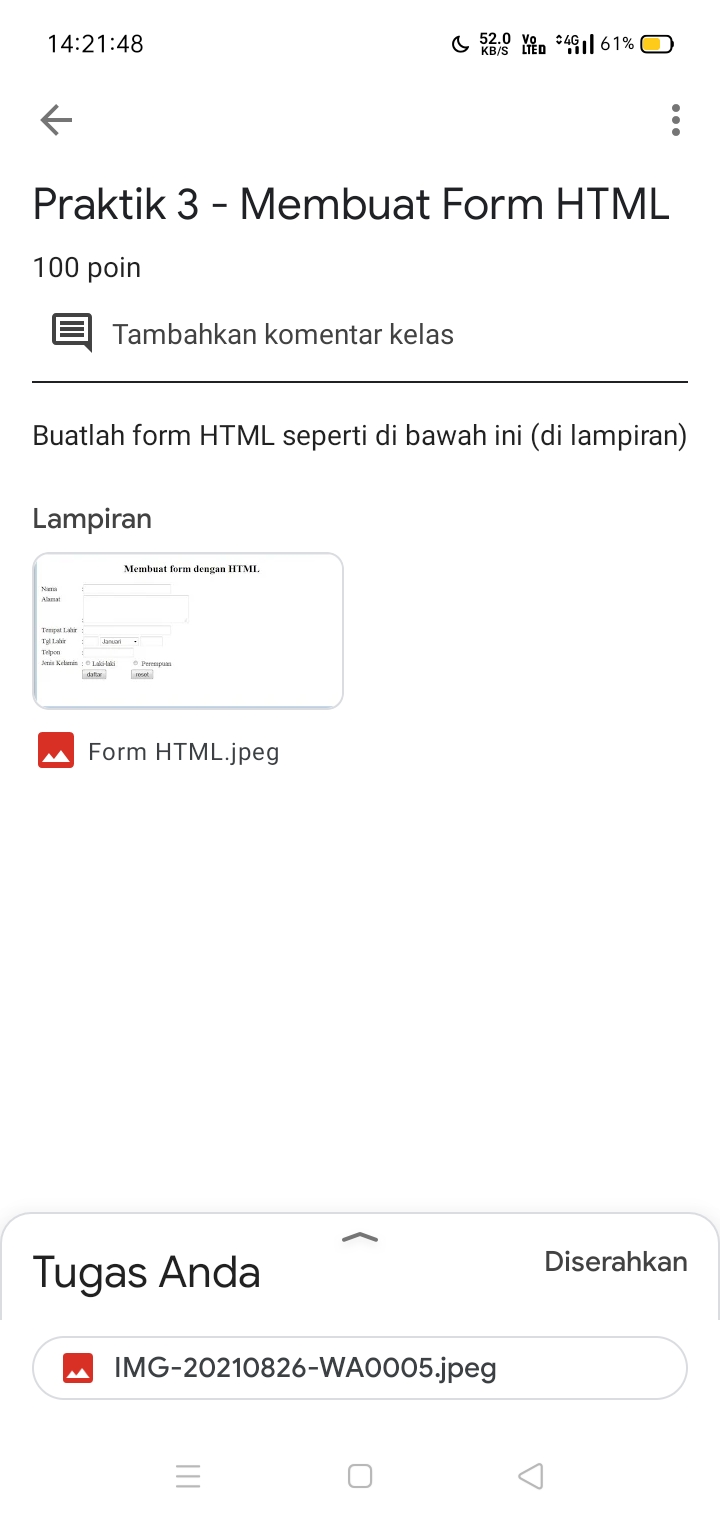 14:21:48
52.0 KB/S Vo LTED 4G 61%
Praktik 3 - Membuat Form HTML
100 poin
Tambahkan komentar kelas
Buatlah form HTML seperti di bawah ini (di lampiran)
Lampiran
Membuat form dengan HTML
Nama :
Alamat
:
Tempat Lahir :
Tgl Lahir : Januari
Telpon :
Jenis Kelamin : Laki-laki Perempuan
daftar reset
Form HTML.jpeg
Tugas Anda
Diserahkan
IMG-20210826-WA0005.jpeg